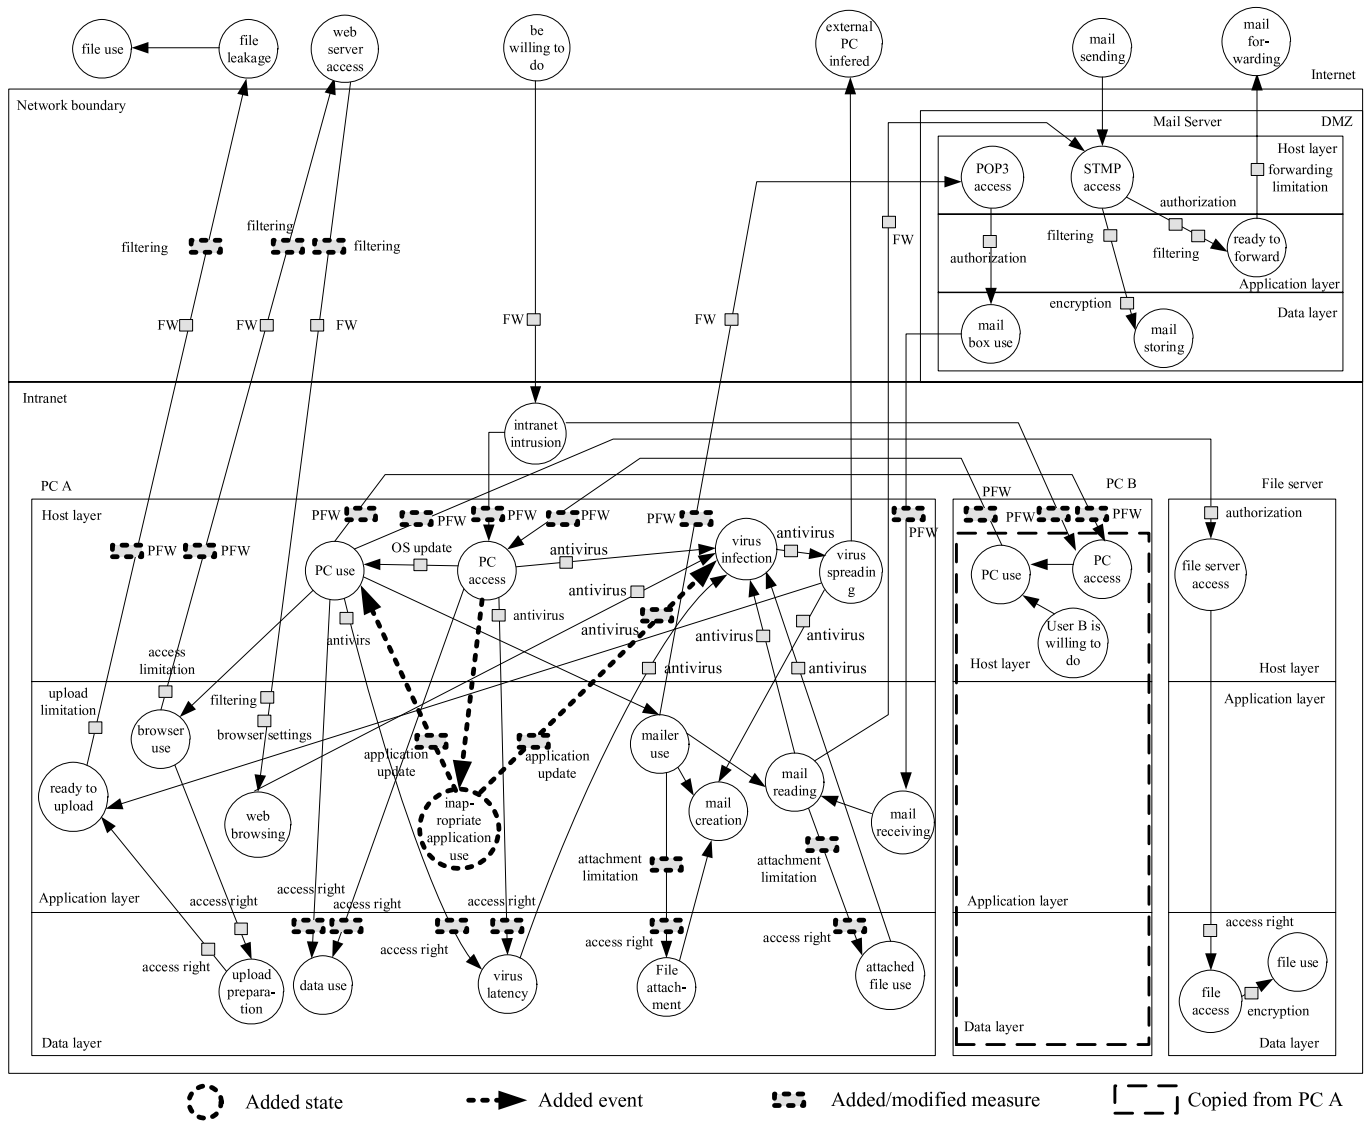 file use
file
leakage
web
server
access
be
willing to
do
external
PC
infered
mail
sending
mail
for-
warding
Internet
Network boundary
Mail Server
DMZ
Host layer
POP3
access
STMP
access
forwarding
limitation
authorization
filtering
filtering
filtering
filtering
FW
authorization
filtering
ready to
forward
Application layer
encryption
Data layer
FW
FW
FW
FW
FW
mail
box use
mail
storing
Intranet
intranet
intrusion
PC A
PC B
File server
Host layer
PFW
PFW
PFW
PFW
PFW
PFW
PFW
PFW
PFW
authorization
PFW
PFW
OS update
antivirus
virus
infection
antivirus
virus
spreadin
g
PC use
PC
access
PC use
PC
access
file server
access
antivirus
antivirus
antivirus
antivirus
antivirus
antivirs
User B is
willing to
do
access
limitation
antivirus
antivirus
Host layer
Host layer
upload
limitation
filtering
browser settings
Application layer
browser
use
mailer
use
application
update
application
update
ready to
upload
web
browsing
inap-
ropriate
application
use
mail
creation
mail
reading
mail
receiving
attachment
limitation
attachment
limitation
access right
Application layer
access right
access right
access right
Application layer
access right
access right
access right
access right
access right
upload
prepara-
tion
data use
virus
latency
File
attach-
ment
attached
file use
file use
file
access
encryption
Data layer
Data layer
Data layer
Added state
Added event
Added/modified measure
Copied from PC A